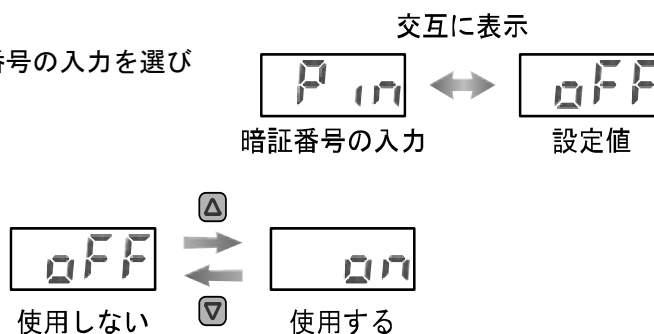 交互に表示
番号の入力を選び
P in
oFF
暗証番号の入力
設定値
oFF
on
使用しない
使用する